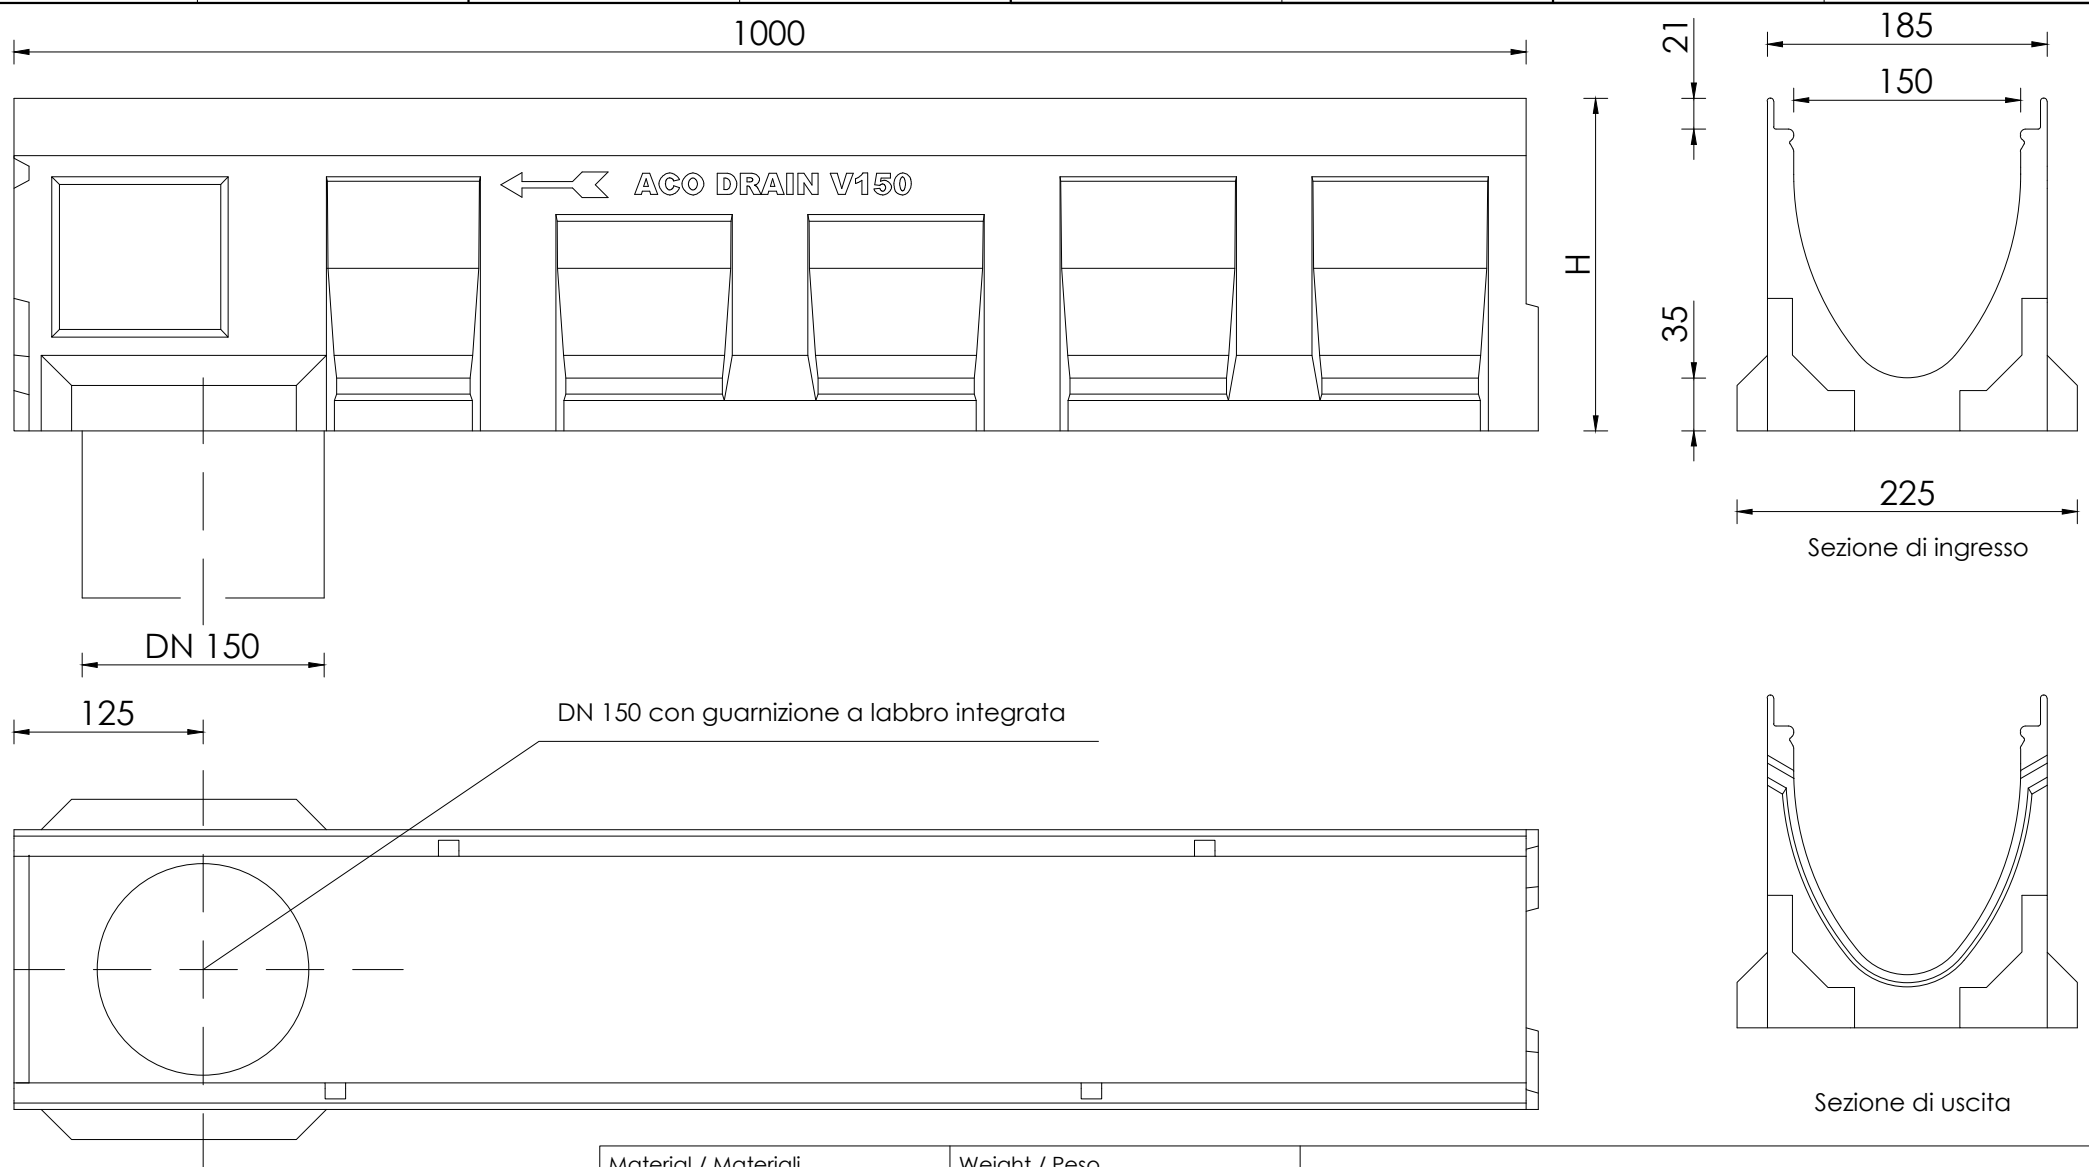 1000
21
185
150
ACO DRAIN V150
H
35
225
Sezione di ingresso
DN 150
125
DN 150 con guarnizione a labbro integrata
Sezione di uscita
Material / Materiali
Weight / Peso